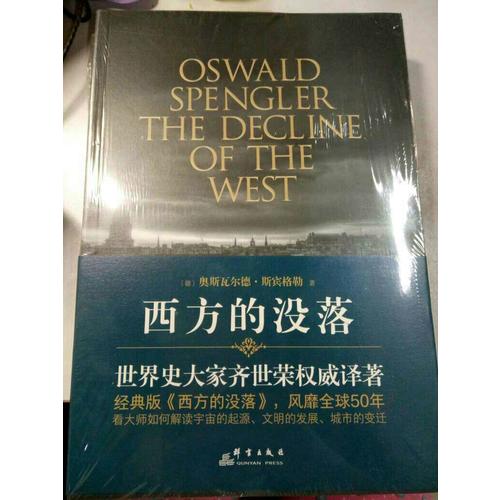 OSWALD
SPENGLER
THE DECLINE
OF THE
WEST
〔德〕奥斯瓦尔德·斯宾格勒 著
西方的没落
世界史大家齐世荣权威译著
经典版《西方的没落》，风靡全球50年
看大师如何解读宇宙的起源、文明的发展、城市的变迁
群言出版社
QUNYAN PRESS